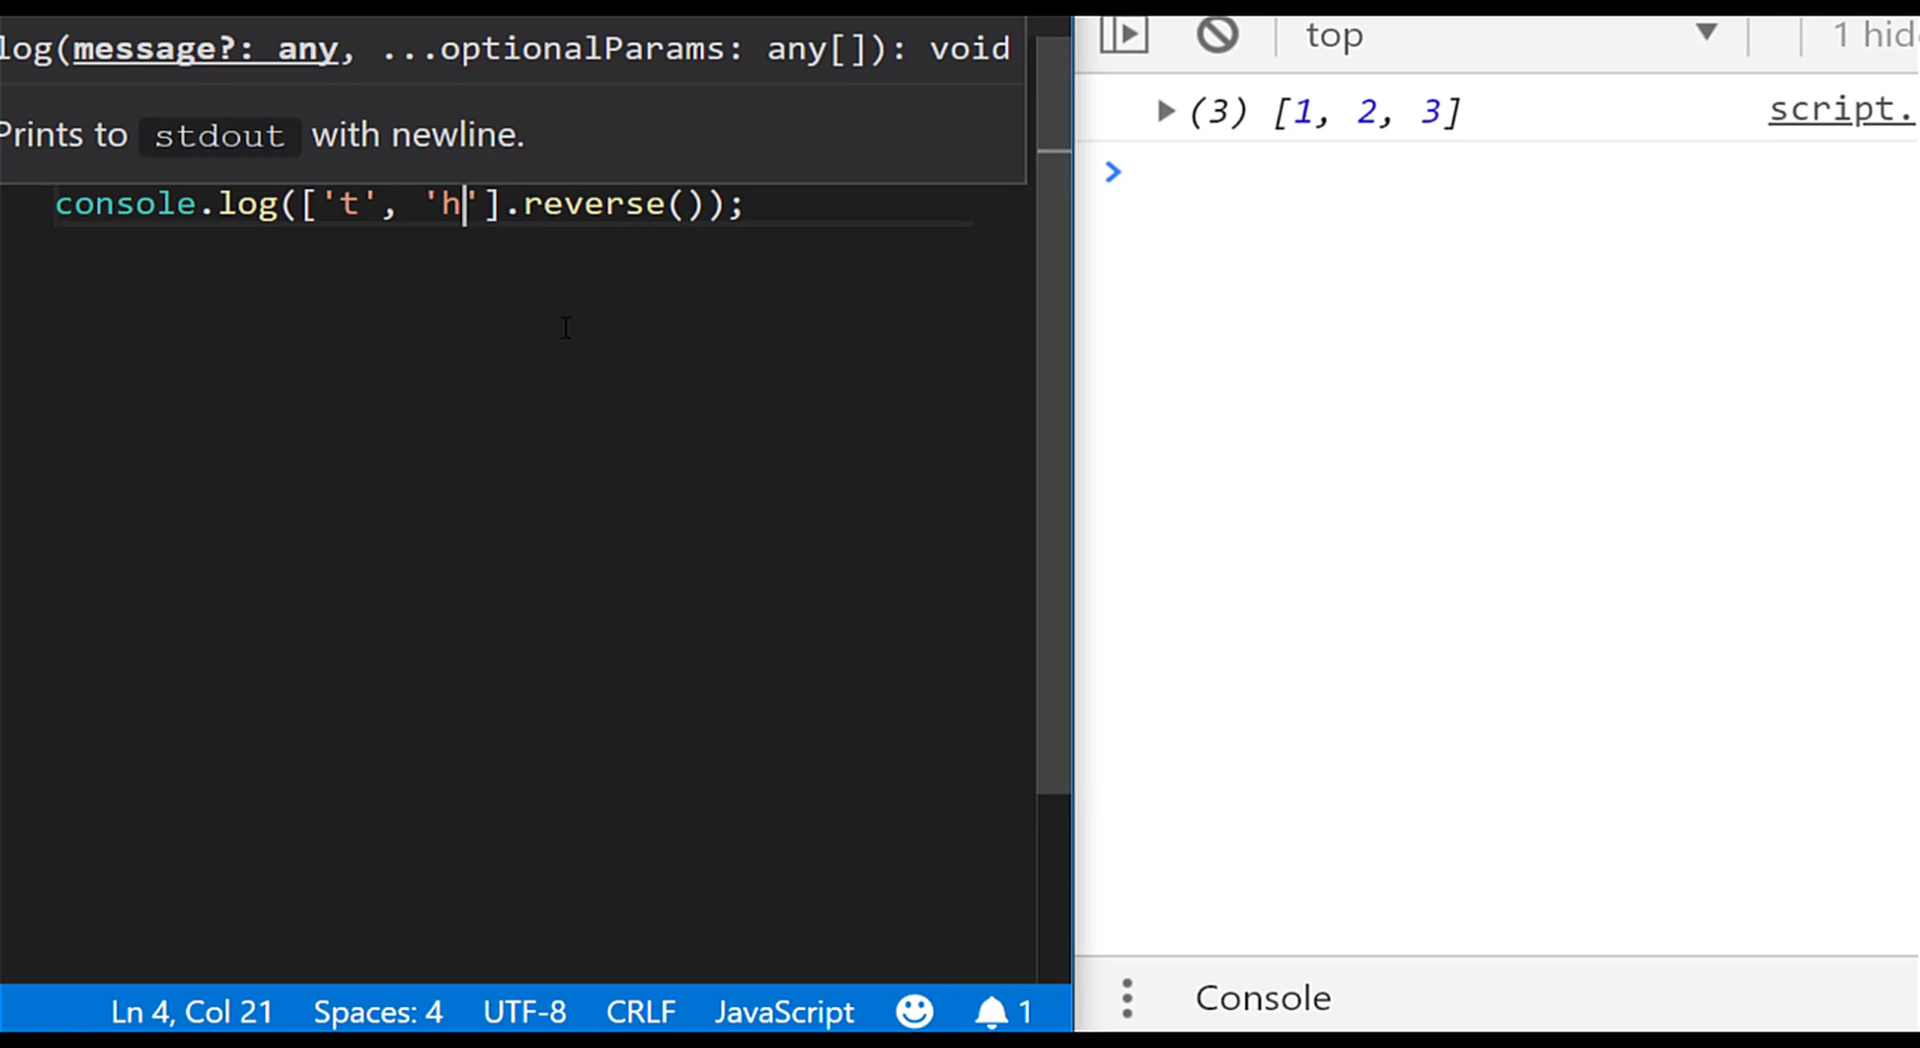 log(message?: any, ...optionalParams: any[]): void
Prints to stdout with newline.
console.log(['t', 'h'].reverse());
Ln 4, Col 21 Spaces: 4 UTF-8 CRLF JavaScript 1
top 1 hid
(3) [1, 2, 3] script.
>
Console